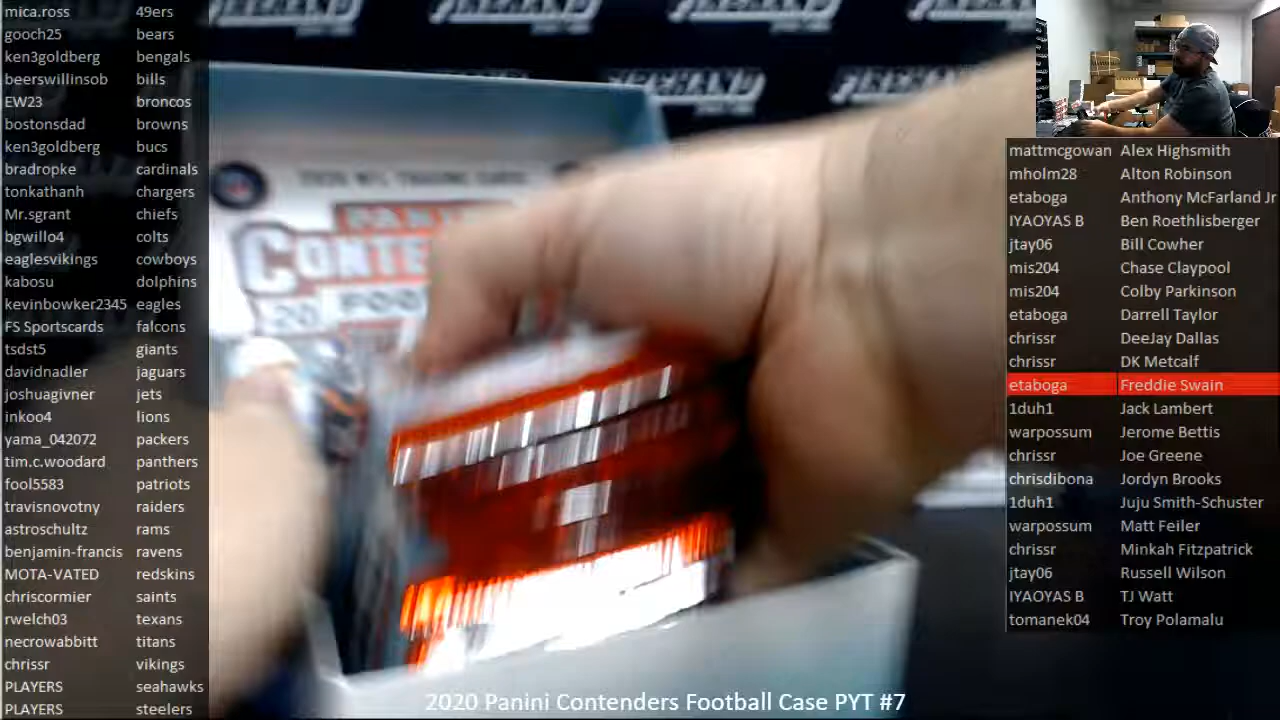 mica.ross 49ers
gooch25 bears
ken3goldberg bengals
beerswillinsob bills
EW23 broncos
bostonsdad browns
ken3goldberg bucs
bradropke cardinals
tonkathanh chargers
Mr.sgrant chiefs
bgwillo4 colts
eaglesvikings cowboys
kabosu dolphins
kevinbowker2345 eagles
FS Sportscards falcons
tsdst5 giants
davidnadler jaguars
joshuagivner jets
inkoo4 lions
yama_042072 packers
tim.c.woodard panthers
fool5583 patriots
travisnovotny raiders
astroschultz rams
benjamin-francis ravens
MOTA-VATED redskins
chriscormier saints
rwelch03 texans
necrowabbitt titans
chrissr vikings
PLAYERS seahawks
PLAYERS steelers
FIREHAND
PANINI
CONTE
20 FOO
mattmcgowan Alex Highsmith
mholm28 Alton Robinson
etaboga Anthony McFarland Jr
IYAOYAS B Ben Roethlisberger
jtay06 Bill Cowher
mis204 Chase Claypool
mis204 Colby Parkinson
etaboga Darrell Taylor
chrissr DeeJay Dallas
chrissr DK Metcalf
etaboga Freddie Swain
1duh1 Jack Lambert
warpossum Jerome Bettis
chrissr Joe Greene
chrisdibona Jordyn Brooks
1duh1 Juju Smith-Schuster
warpossum Matt Feiler
chrissr Minkah Fitzpatrick
jtay06 Russell Wilson
IYAOYAS B TJ Watt
tomanek04 Troy Polamalu
2020 Panini Contenders Football Case PYT #7